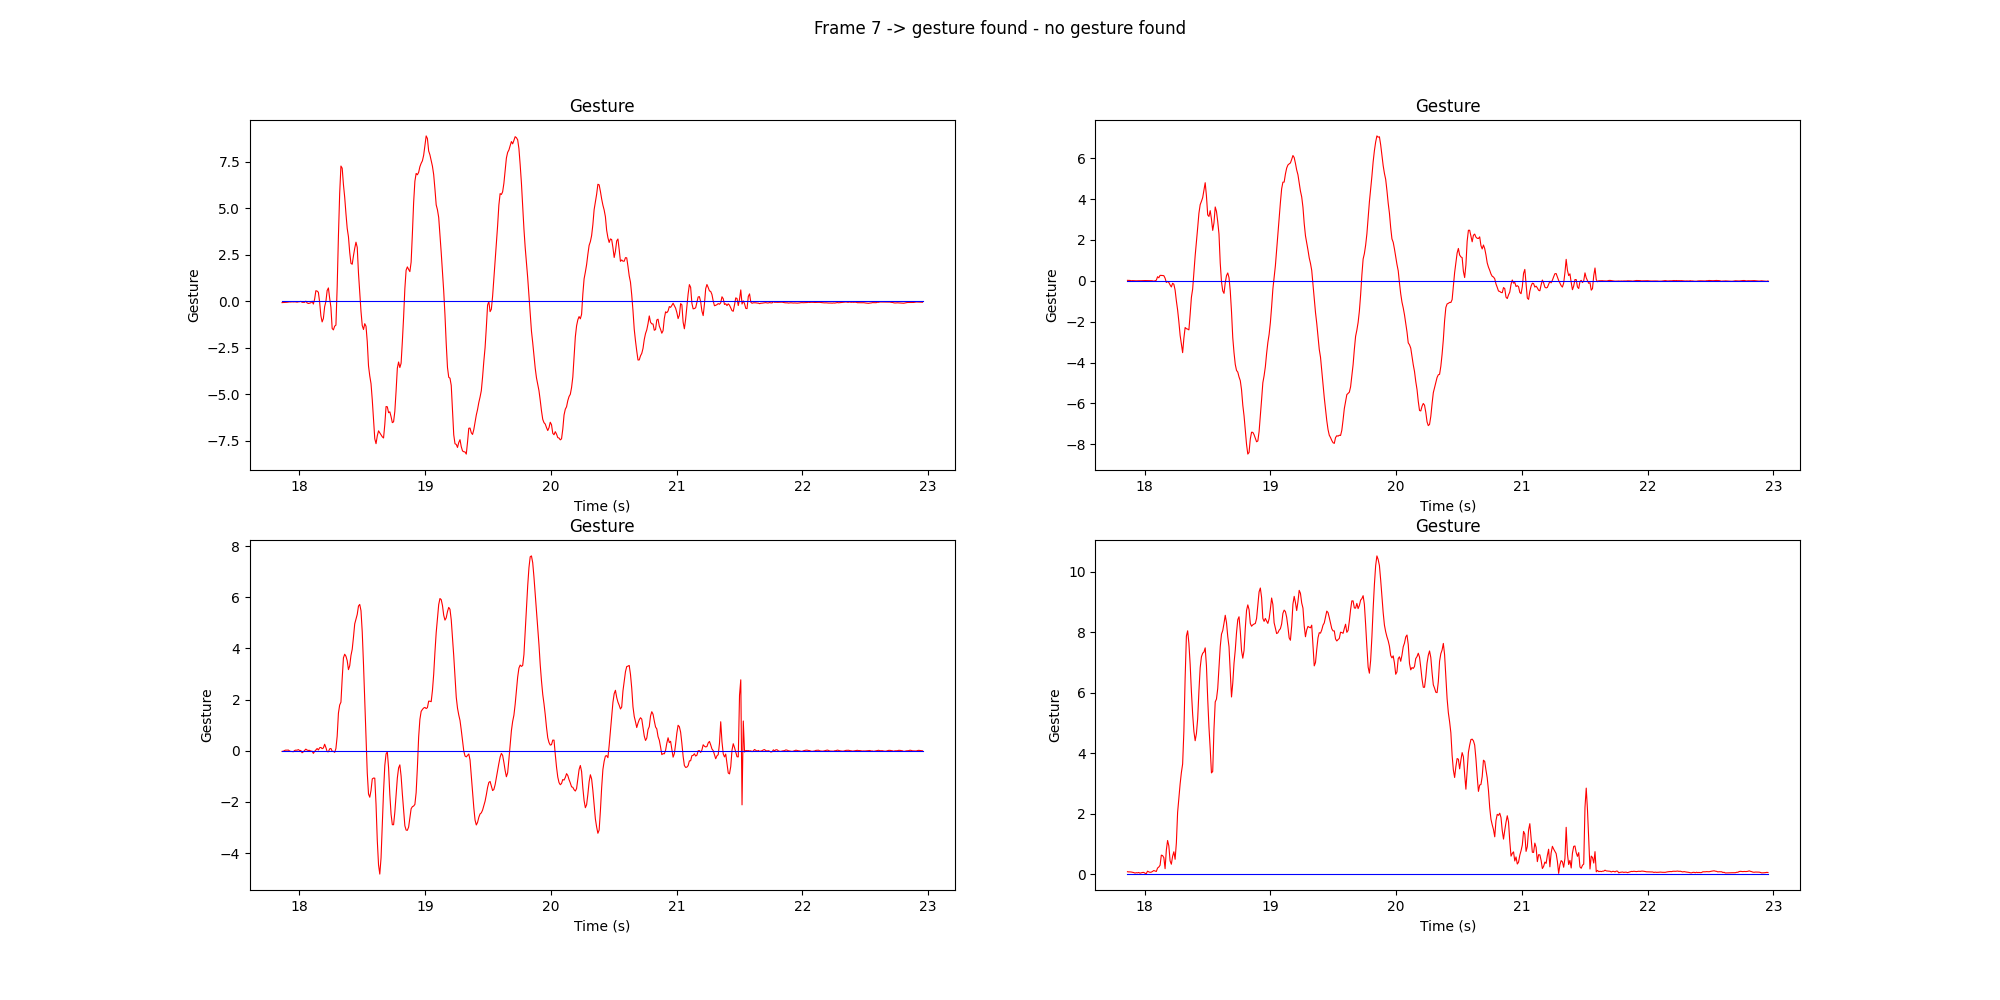 Frame 7 -> gesture found - no gesture found
Gesture
Gesture
7.5
5.0
2.5
0.0
−2.5
−5.0
−7.5
18 19 20 21 22 23
Time (s)
Gesture
Gesture
6
4
2
0
−2
−4
−6
−8
18 19 20 21 22 23
Time (s)
Gesture
Gesture
8
6
4
2
0
−2
−4
18 19 20 21 22 23
Time (s)
Gesture
Gesture
10
8
6
4
2
0
18 19 20 21 22 23
Time (s)